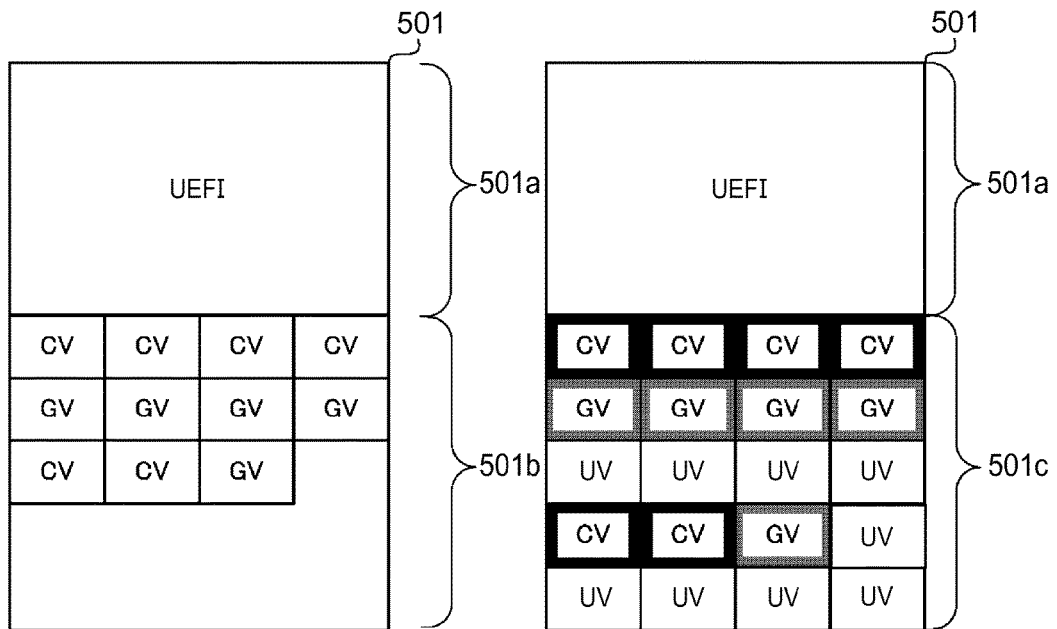 501 501
UEFI 501a UEFI 501a
CV CV CV CV CV CV CV CV
GV GV GV GV GV GV GV GV
CV CV GV 501b UV UV UV UV 501c
CV CV GV UV
UV UV UV UV